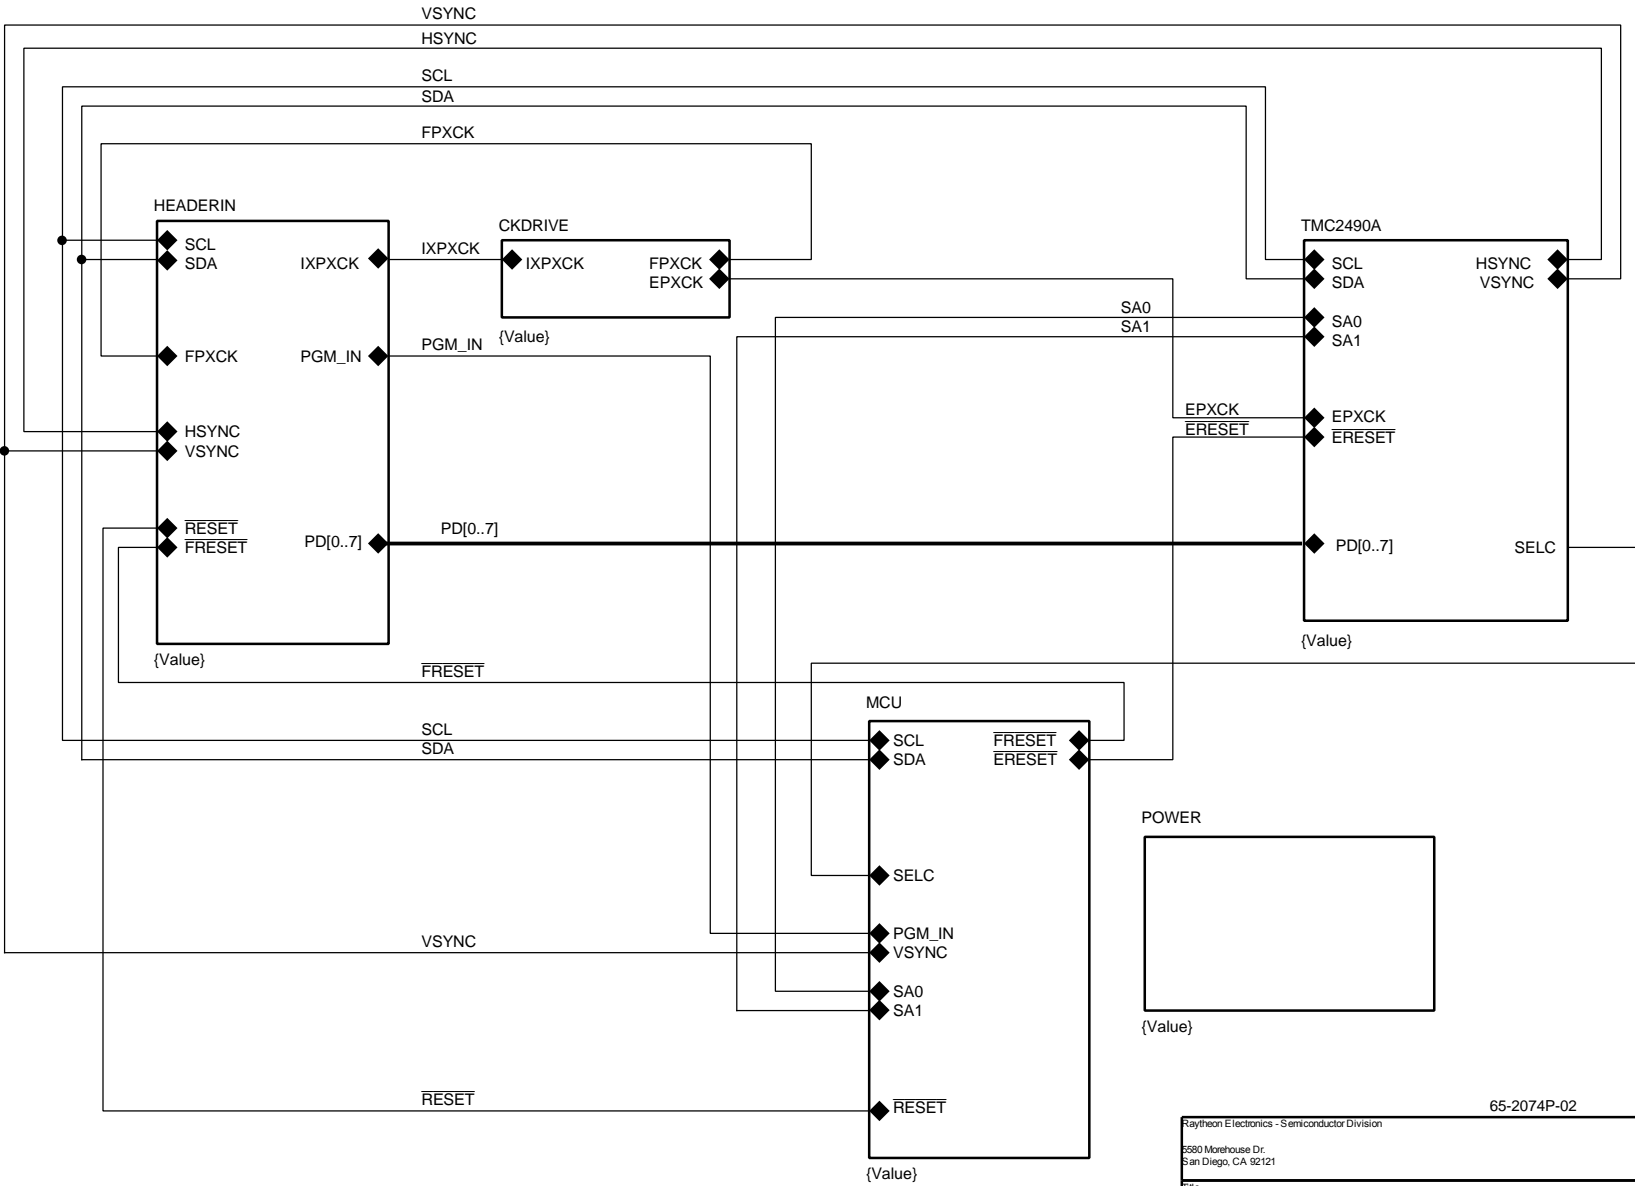 VSYNC
HSYNC
SCL
SDA
FPXCK
HEADERIN
SCL
SDA
IXPXCK
FPXCK
PGM_IN
HSYNC
VSYNC
RESET
FRESET
PD[0..7]
{Value}
IXPXCK
PGM_IN
CKDRIVE
IXPXCK
FPXCK
EPXCK
{Value}
SA0
SA1
EPXCK
ERESET
PD[0..7]
TMC2490A
SCL
SDA
HSYNC
VSYNC
SA0
SA1
EPXCK
ERESET
PD[0..7]
SELC
{Value}
FRESET
SCL
SDA
VSYNC
RESET
MCU
SCL
SDA
FRESET
ERESET
SELC
PGM_IN
VSYNC
SA0
SA1
RESET
{Value}
POWER
{Value}
65-2074P-02
Raytheon Electronics - Semiconductor Division
5580 Morehouse Dr.
San Diego, CA 92121